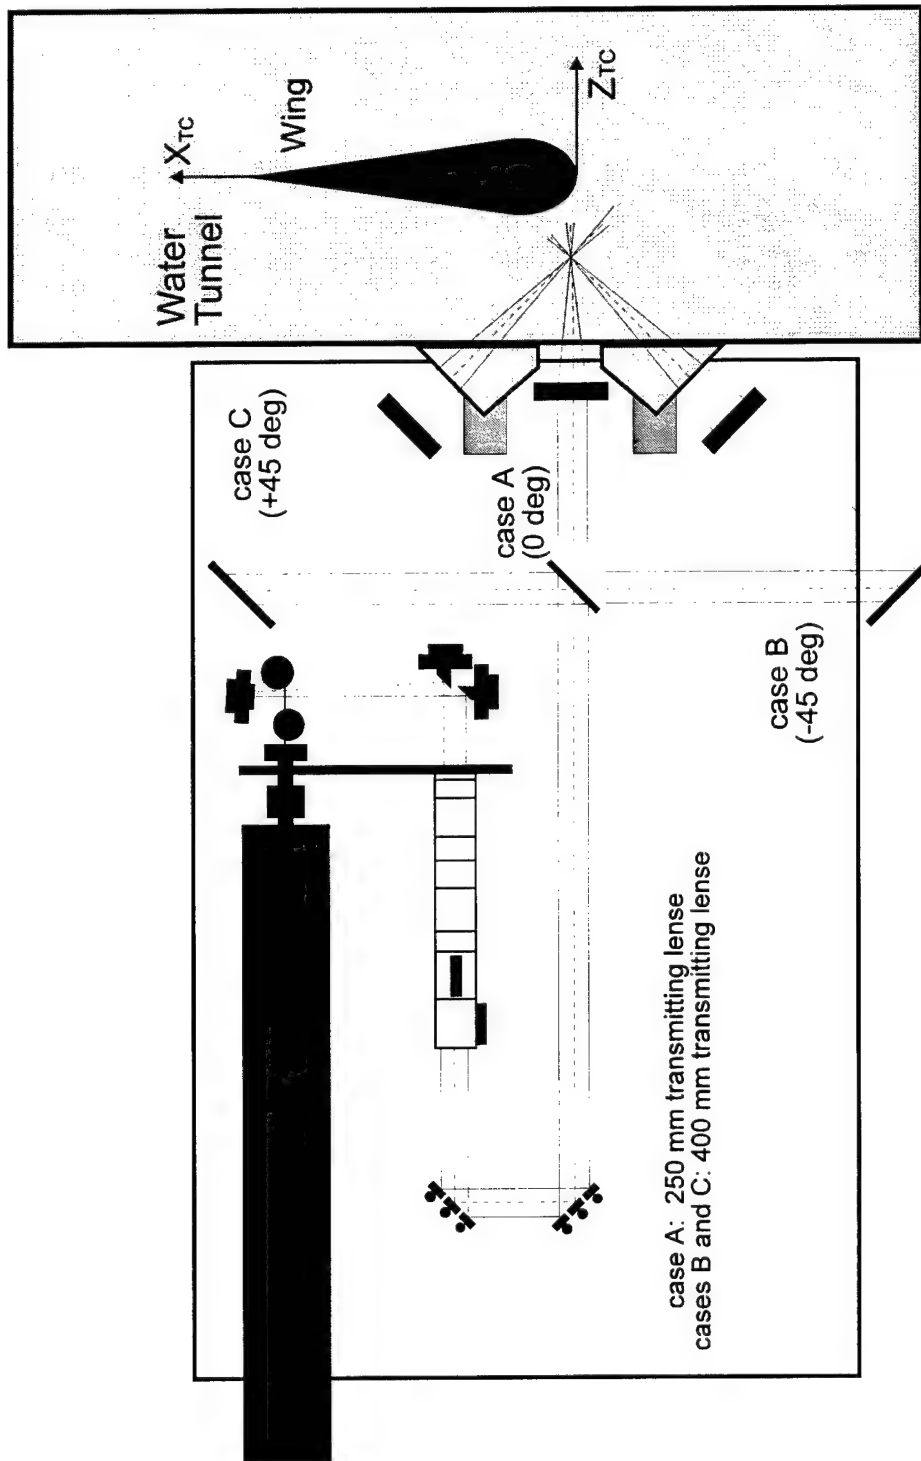 Water
Tunnel
X_TC
Wing
Z_TC
case C
(+45 deg)
case A
(0 deg)
case B
(-45 deg)
case A: 250 mm transmitting lense
cases B and C: 400 mm transmitting lense